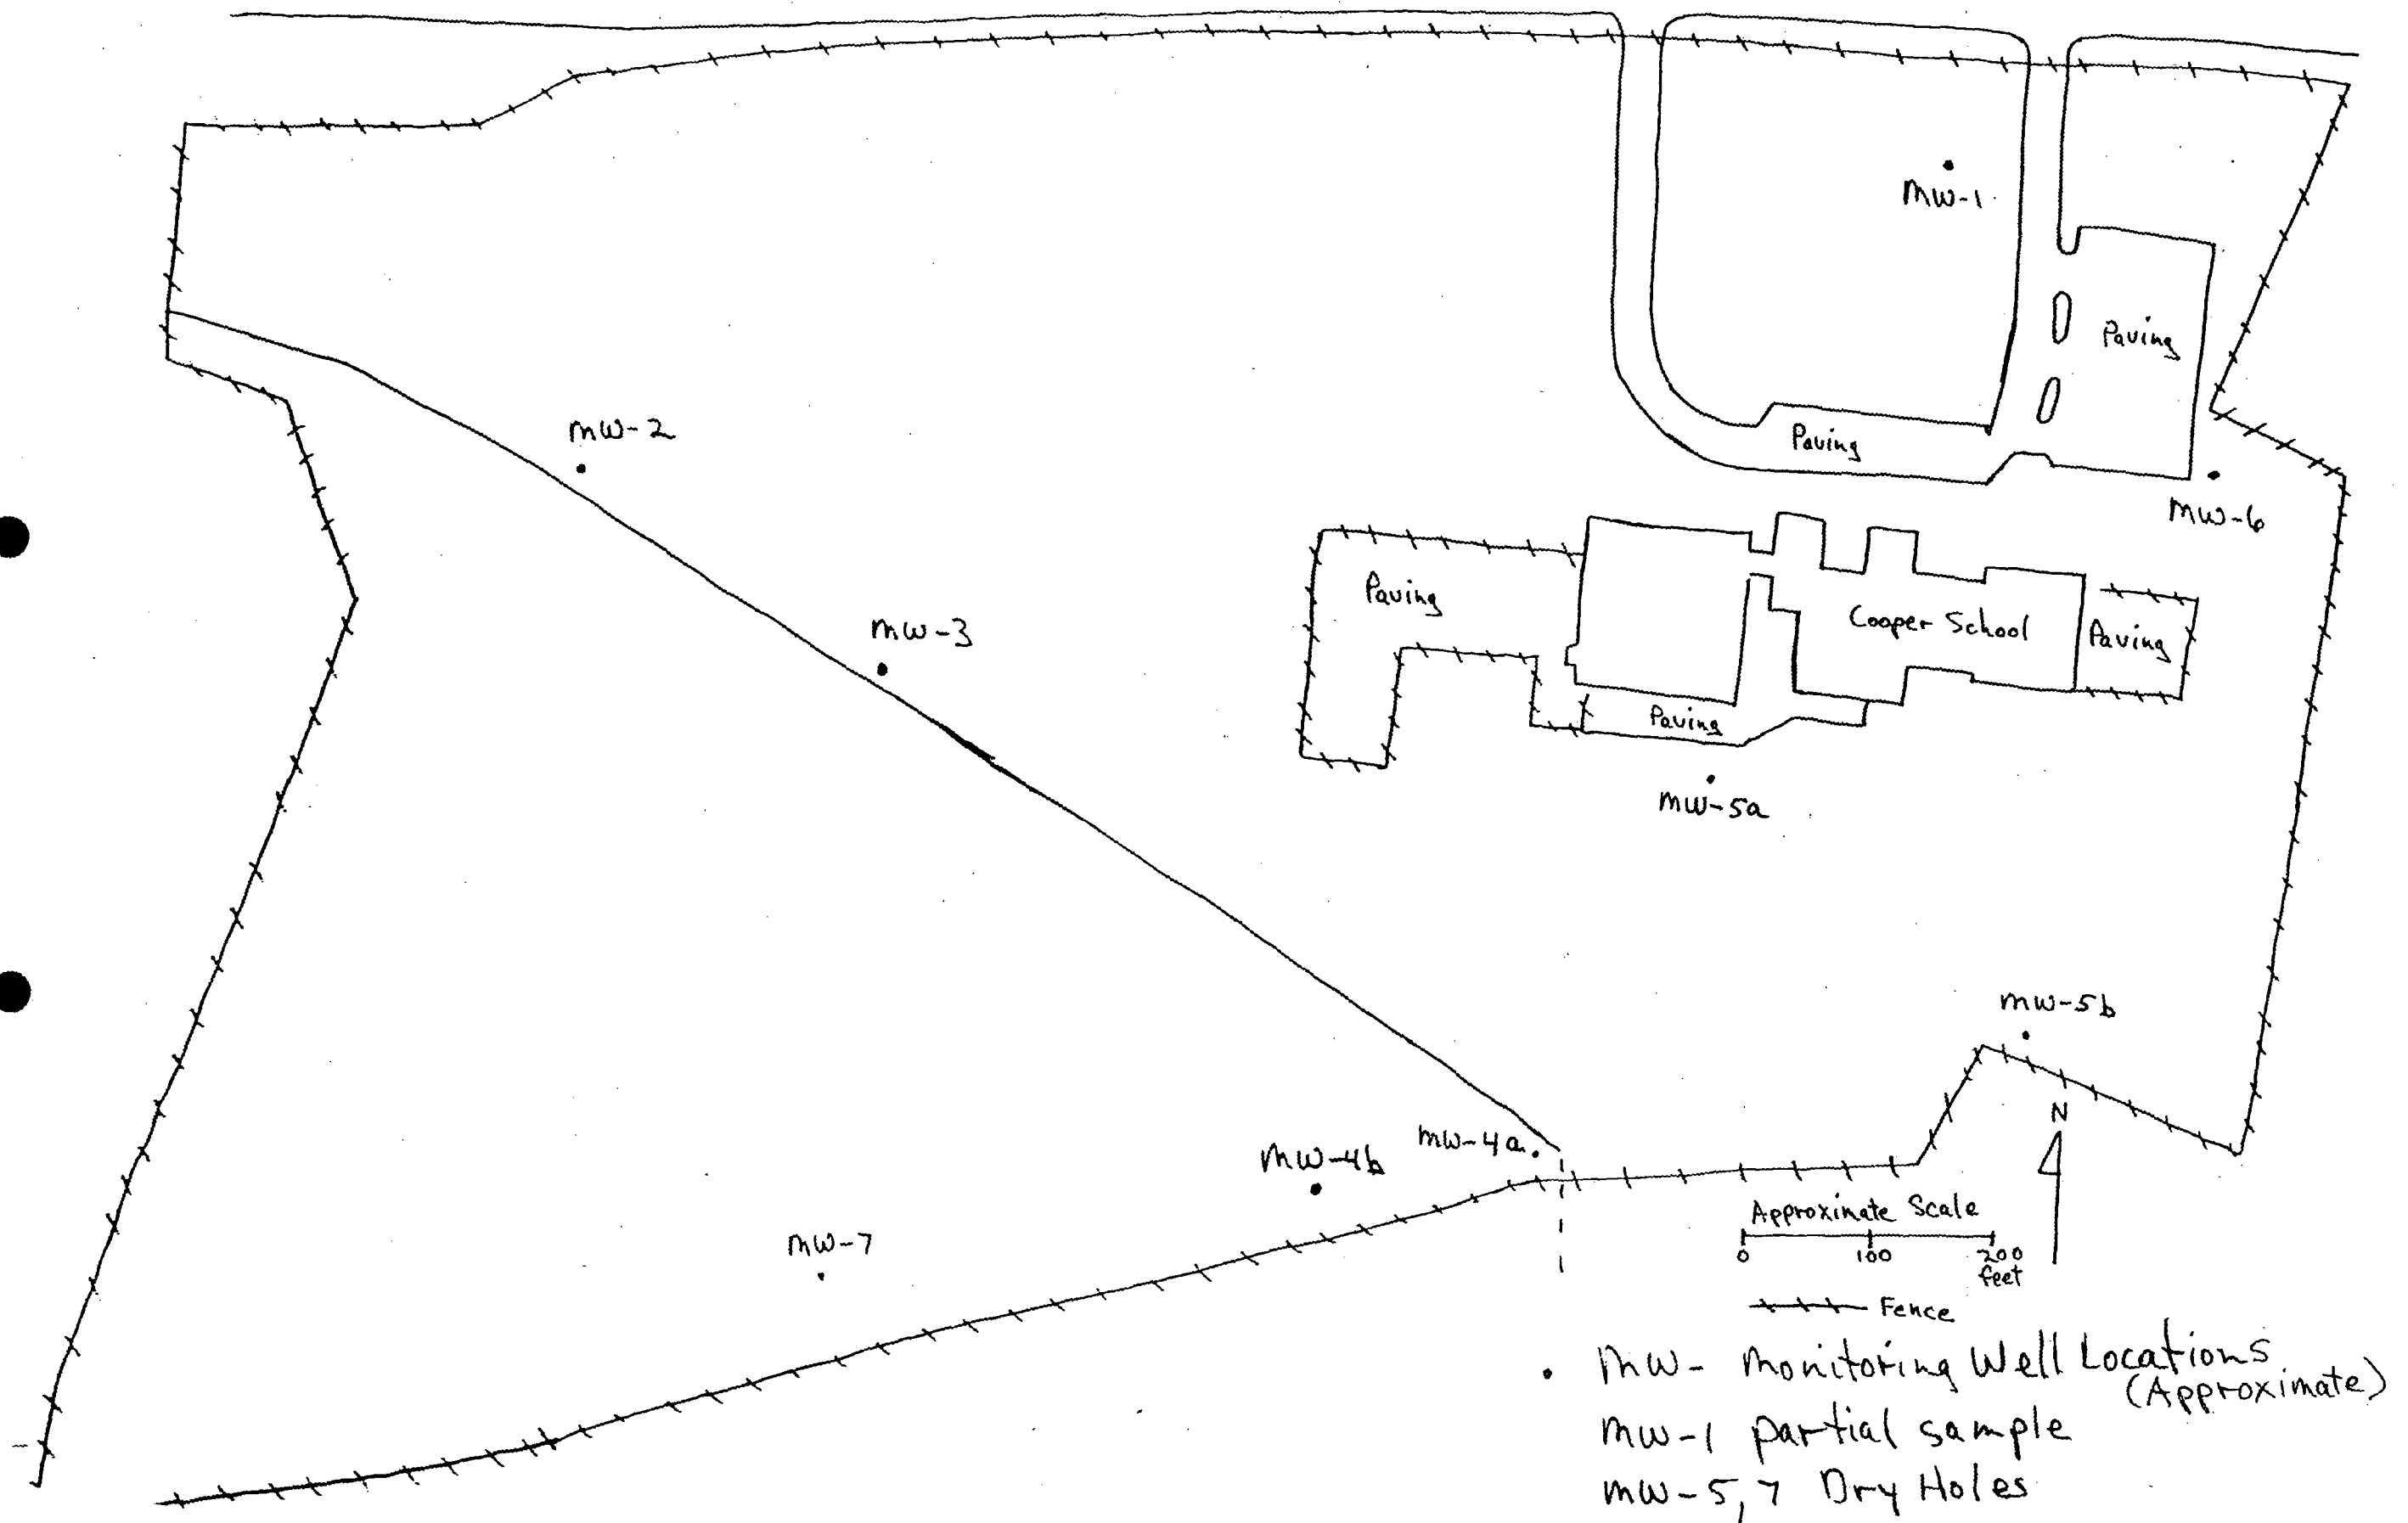 MW-1
Paving
MW-2
Paving
MW-6
Paving
Cooper School
Paving
MW-3
Paving
MW-5a
MW-5b
N
MW-4a
MW-4b
MW-7
Approximate Scale
0 100 200
feet
Fence
MW- Monitoring Well Locations
(Approximate)
MW-1 partial sample
MW-5,7 Dry Holes